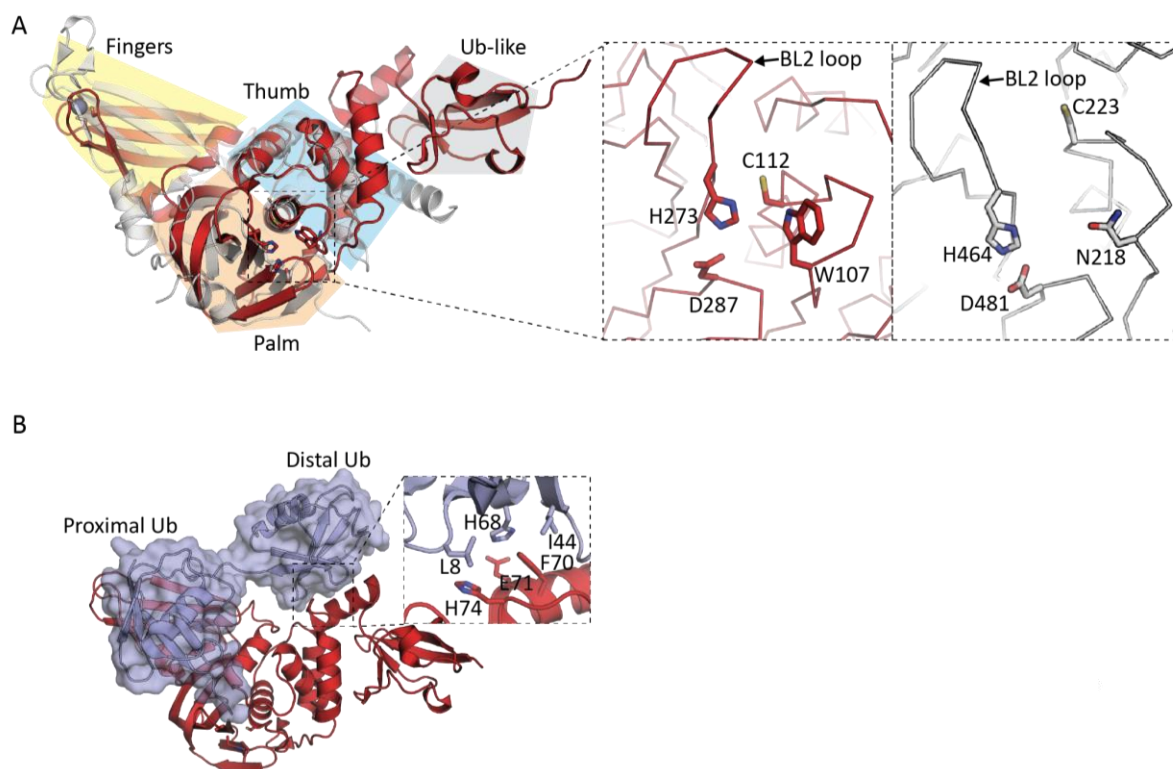 A
Fingers
Thumb
Ub-like
Palm
BL2 loop
C112
H273
W107
D287
BL2 loop
C223
H464
N218
D481
B
Distal Ub
Proximal Ub
H68
I44
L8
F70
E71
H74